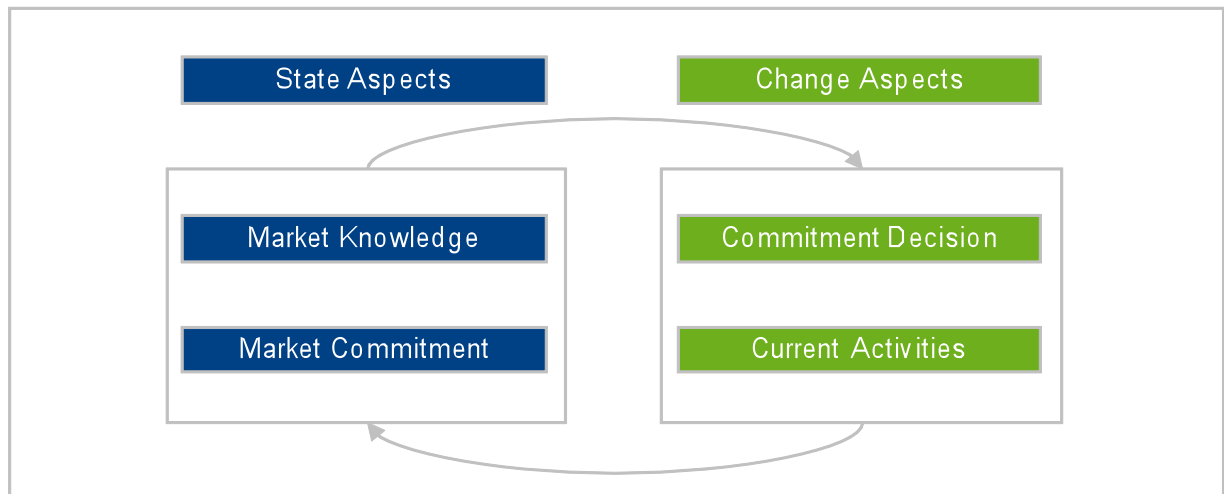 State Aspects
Change Aspects
Market Knowledge
Commitment Decision
Market Commitment
Current Activities